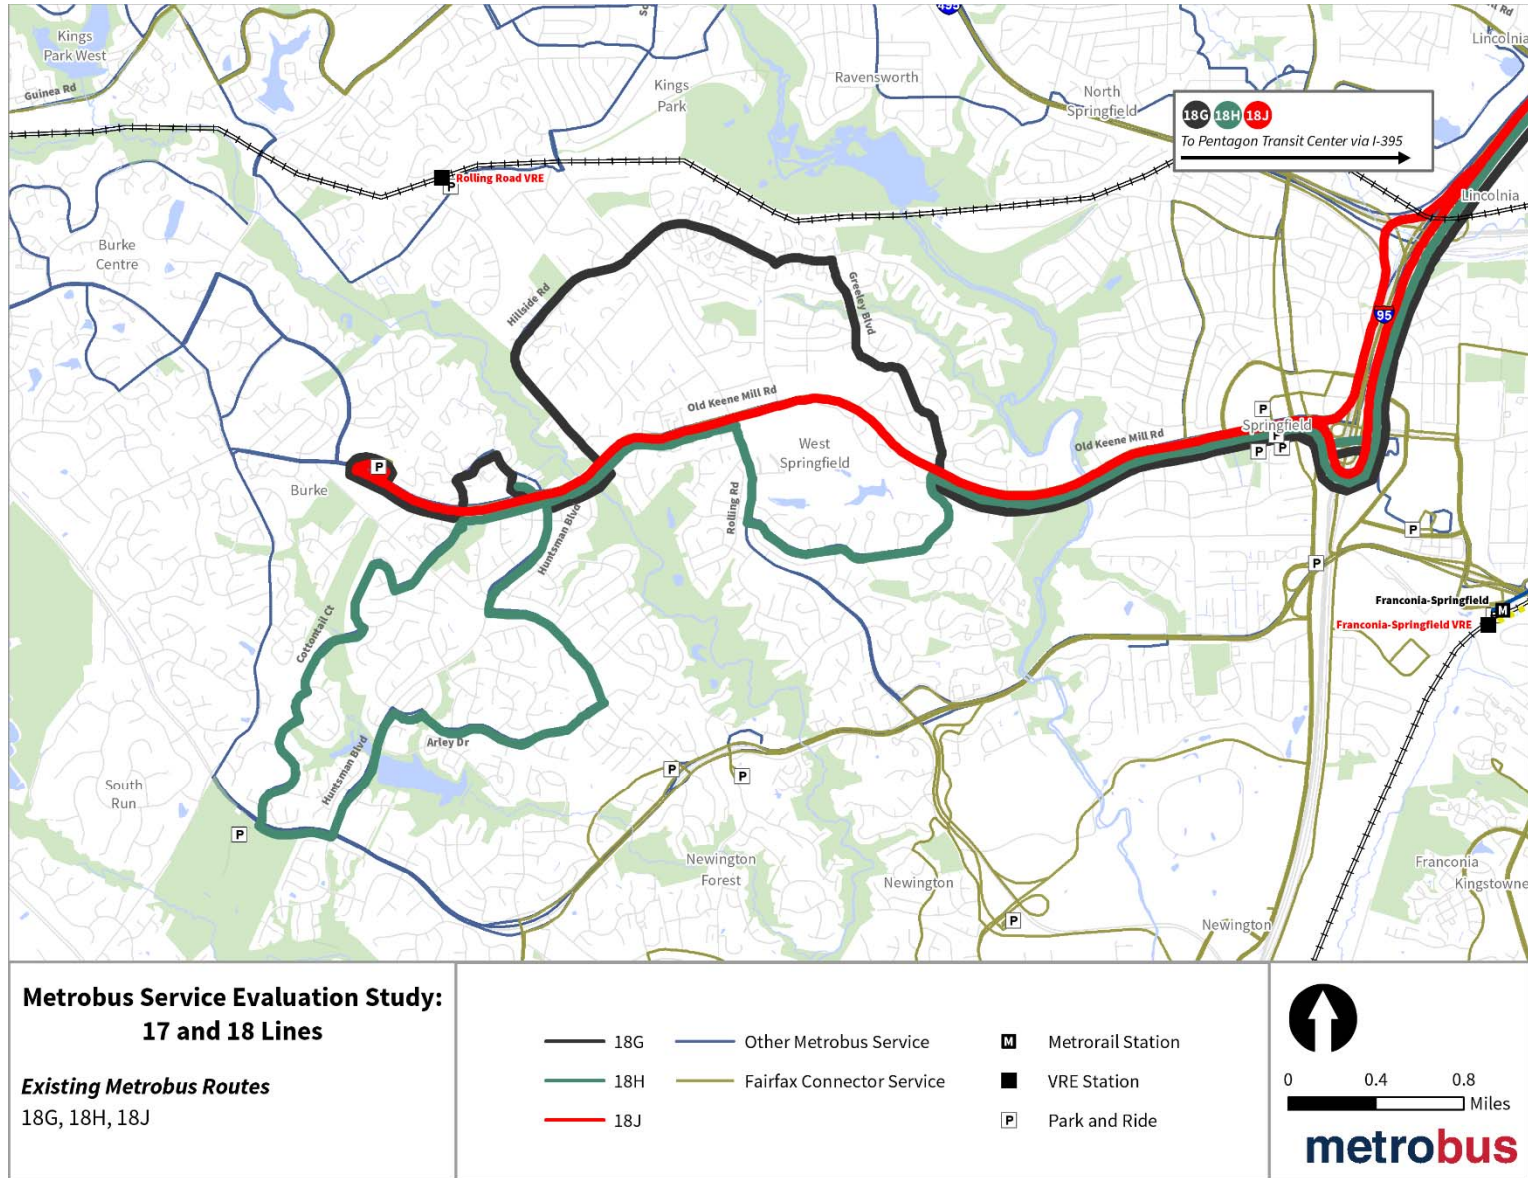 Kings
Park West
Guinea Rd
Kings
Park
Ravensworth
495
North
Springfield
Lincolnia
18G 18H 18J
To Pentagon Transit Center via I-395
P
Rolling Road VRE
Lincolnia
Burke
Centre
Hillside Rd
Greeley Blvd
95
Old Keene Mill Rd
P
Springfield
West
Springfield
Old Keene Mill Rd
P
P
P
P
Burke
Rolling Rd
Huntsman Blvd
P
P
Franconia-Springfield
M
Franconia-Springfield VRE
Cottontail Ct
Arley Dr
Huntsman Blvd
South
Run
P
P
P
Newington
Forest
Newington
P
Newington
Franconia
Kingstowne
Metrobus Service Evaluation Study:
17 and 18 Lines
Existing Metrobus Routes
18G, 18H, 18J
18G
18H
18J
Other Metrobus Service
Fairfax Connector Service
M Metrorail Station
VRE Station
P Park and Ride
0 0.4 0.8
Miles
metrobus